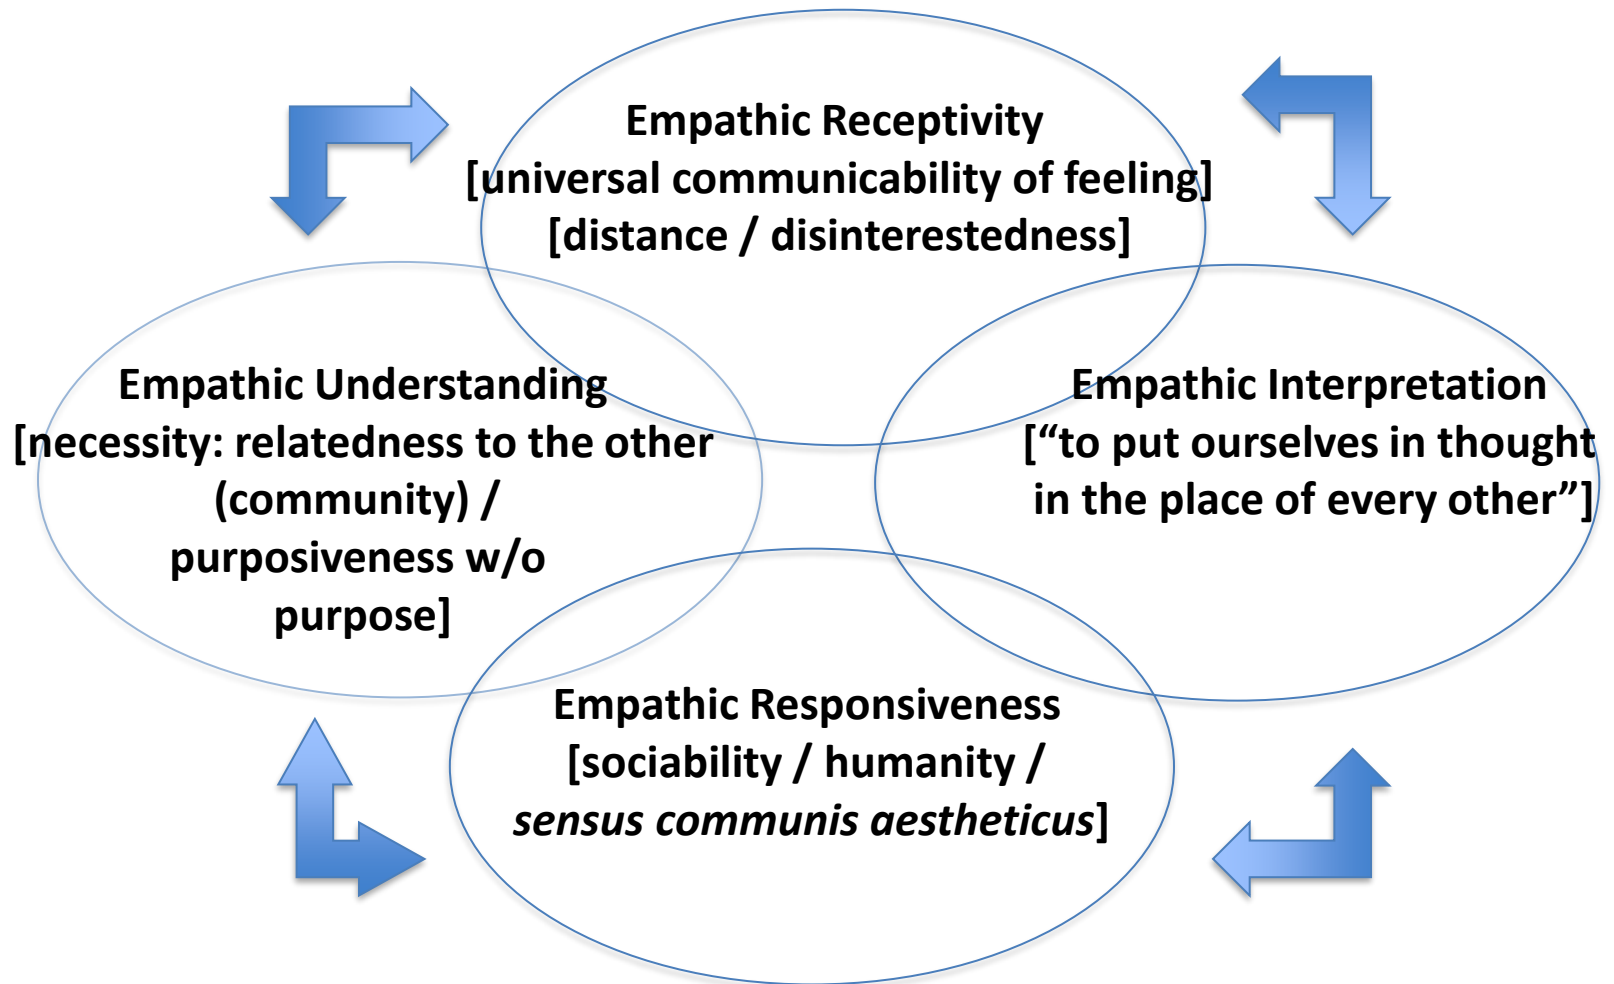 Empathic Receptivity
[universal communicability of feeling]
[distance / disinterestedness]
Empathic Understanding
[necessity: relatedness to the other
(community) /
purposiveness w/o
purpose]
Empathic Interpretation
[“to put ourselves in thought
in the place of every other”]
Empathic Responsiveness
[sociability / humanity /
sensus communis aestheticus]